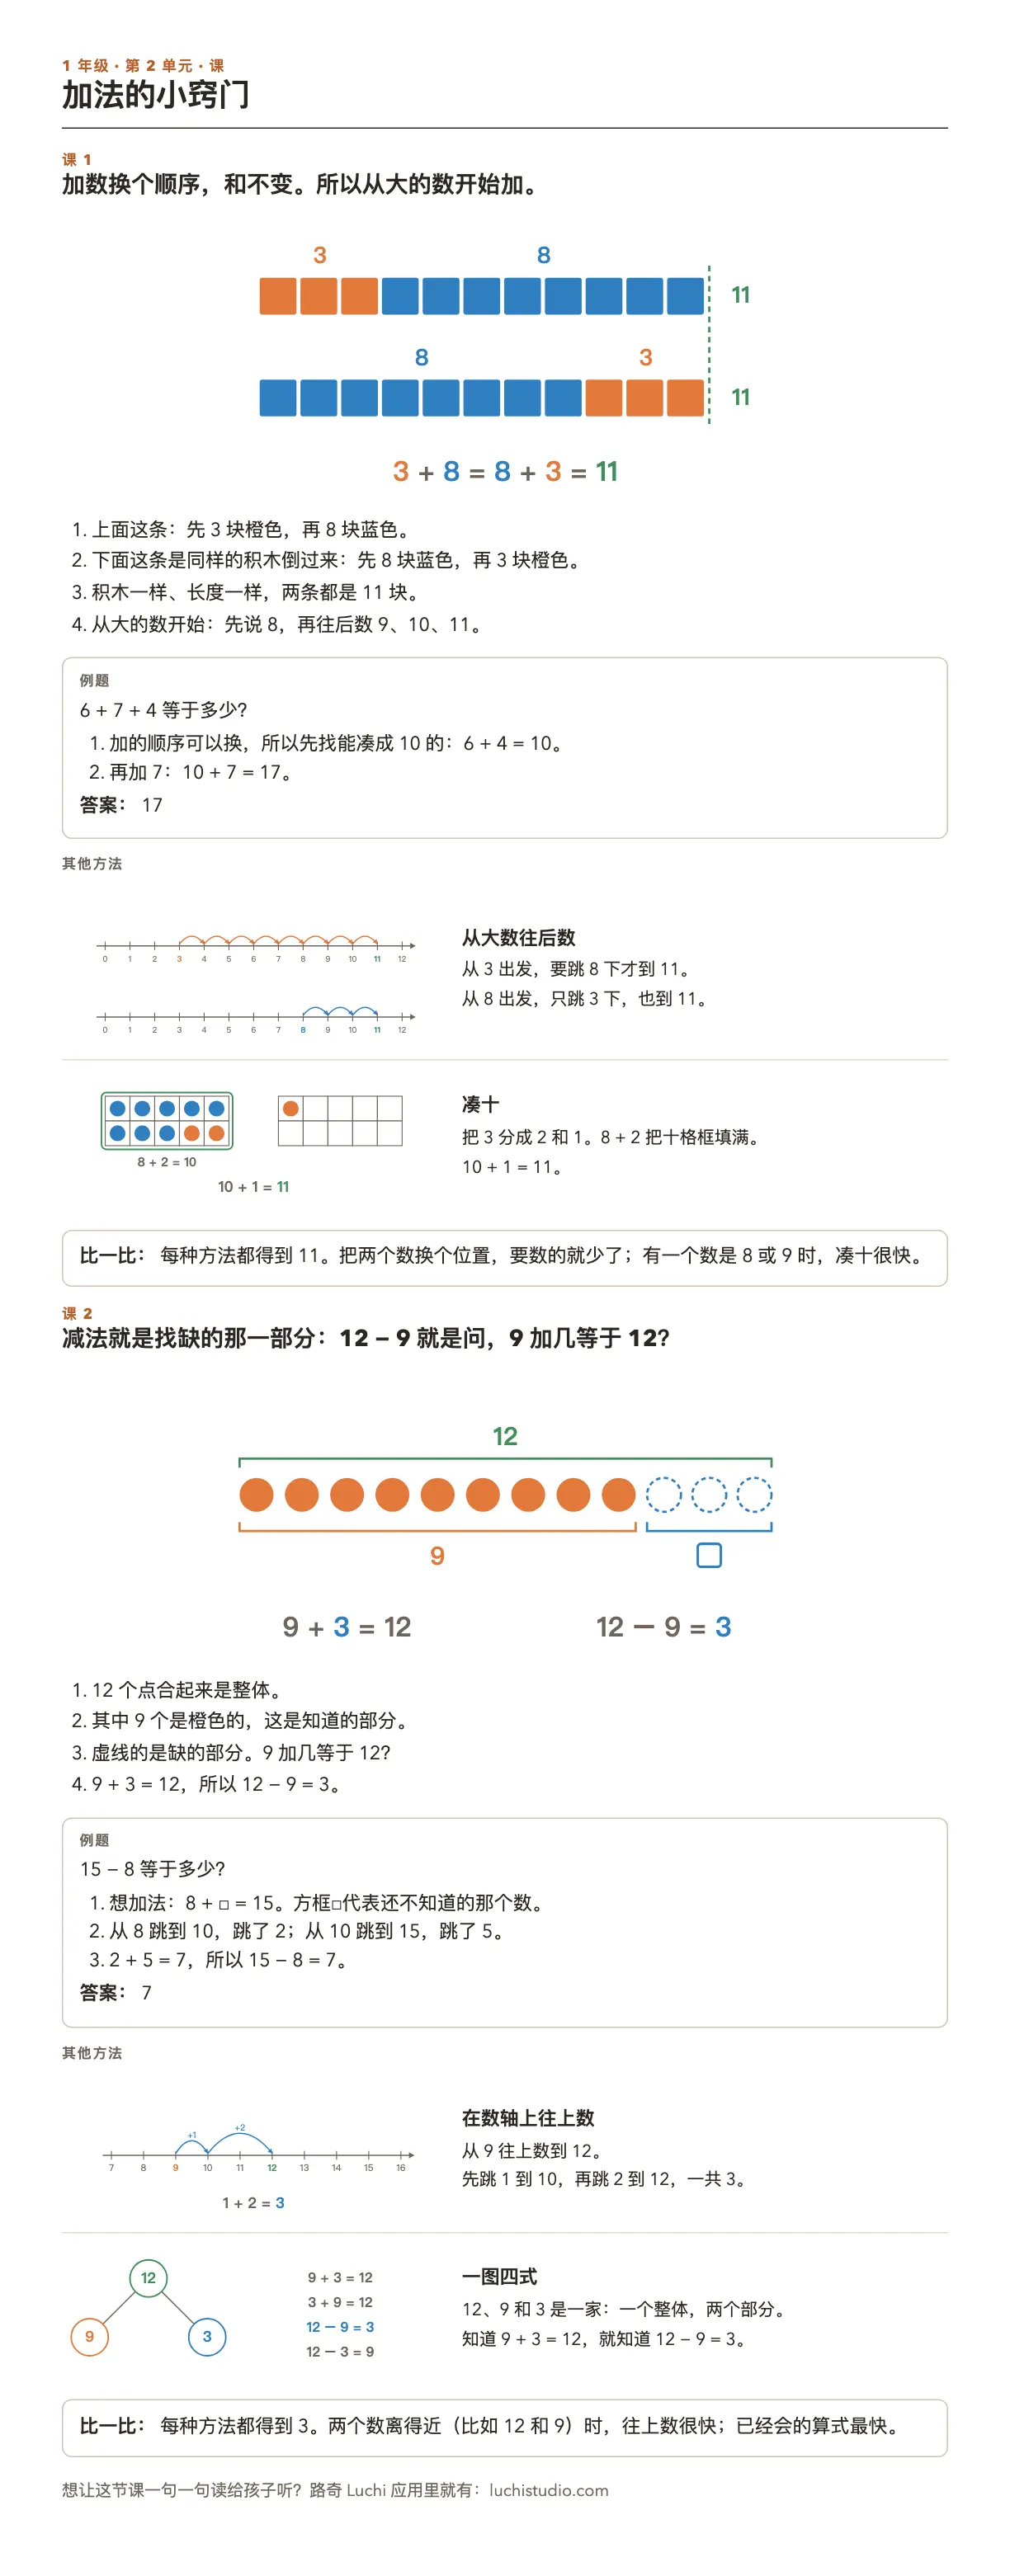 1 年级 · 第 2 单元 · 课
加法的小窍门
课 1
加数换个顺序，和不变。所以从大的数开始加。
3 8
11
8 3
11
3 + 8 = 8 + 3 = 11
1. 上面这条：先 3 块橙色，再 8 块蓝色。
2. 下面这条是同样的积木倒过来：先 8 块蓝色，再 3 块橙色。
3. 积木一样、长度一样，两条都是 11 块。
4. 从大的数开始：先说 8，再往后数 9、10、11。
例题
6 + 7 + 4 等于多少？
1. 加的顺序可以换，所以先找能凑成 10 的：6 + 4 = 10。
2. 再加 7：10 + 7 = 17。
答案： 17
其他方法
0 1 2 3 4 5 6 7 8 9 10 11 12
0 1 2 3 4 5 6 7 8 9 10 11 12
从大数往后数
从 3 出发，要跳 8 下才到 11。
从 8 出发，只跳 3 下，也到 11。
8 + 2 = 10
10 + 1 = 11
凑十
把 3 分成 2 和 1。8 + 2 把十格框填满。
10 + 1 = 11。
比一比： 每种方法都得到 11。把两个数换个位置，要数的就少了；有一个数是 8 或 9 时，凑十很快。
课 2
减法就是找缺的那一部分：12 − 9 就是问，9 加几等于 12？
12
9
9 + 3 = 12 12 − 9 = 3
1. 12 个点合起来是整体。
2. 其中 9 个是橙色的，这是知道的部分。
3. 虚线的是缺的部分。9 加几等于 12？
4. 9 + 3 = 12，所以 12 − 9 = 3。
例题
15 − 8 等于多少？
1. 想加法：8 + □ = 15。方框□代表还不知道的那个数。
2. 从 8 跳到 10，跳了 2；从 10 跳到 15，跳了 5。
3. 2 + 5 = 7，所以 15 − 8 = 7。
答案： 7
其他方法
+1 +2
7 8 9 10 11 12 13 14 15 16
1 + 2 = 3
在数轴上往上数
从 9 往上数到 12。
先跳 1 到 10，再跳 2 到 12，一共 3。
12
9 3
9 + 3 = 12
3 + 9 = 12
12 − 9 = 3
12 − 3 = 9
一图四式
12、9 和 3 是一家：一个整体，两个部分。
知道 9 + 3 = 12，就知道 12 − 9 = 3。
比一比： 每种方法都得到 3。两个数离得近（比如 12 和 9）时，往上数很快；已经会的算式最快。
想让这节课一句一句读给孩子听？路奇 Luchi 应用里就有：luchistudio.com